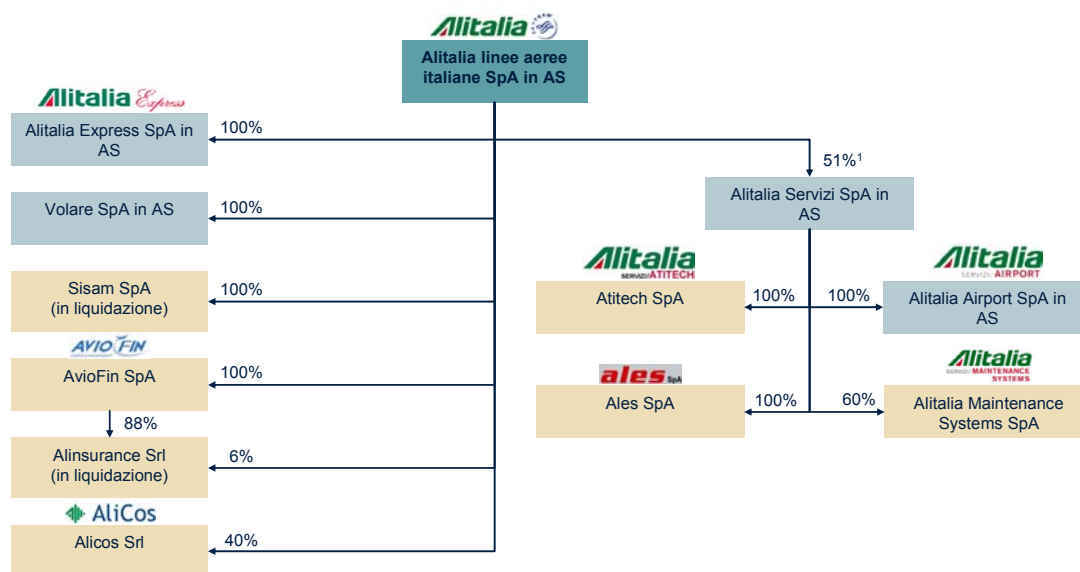 Alitalia
Alitalia linee aeree
italiane SpA in AS
Alitalia Express
Alitalia Express SpA in
AS
100%
51%¹
Volare SpA in AS
100%
Alitalia Servizi SpA in
AS
Sisam SpA
(in liquidazione)
100%
Alitalia
SERVIZI/ATITECH
Atitech SpA
100%
100%
Alitalia
SERVIZI/AIRPORT
Alitalia Airport SpA in
AS
AVIOFIN
AvioFin SpA
100%
88%
ales SpA
Ales SpA
100%
60%
Alitalia
SERVIZI/MAINTENANCE
SYSTEMS
Alitalia Maintenance
Systems SpA
Alinsurance Srl
(in liquidazione)
6%
AliCos
Alicos Srl
40%